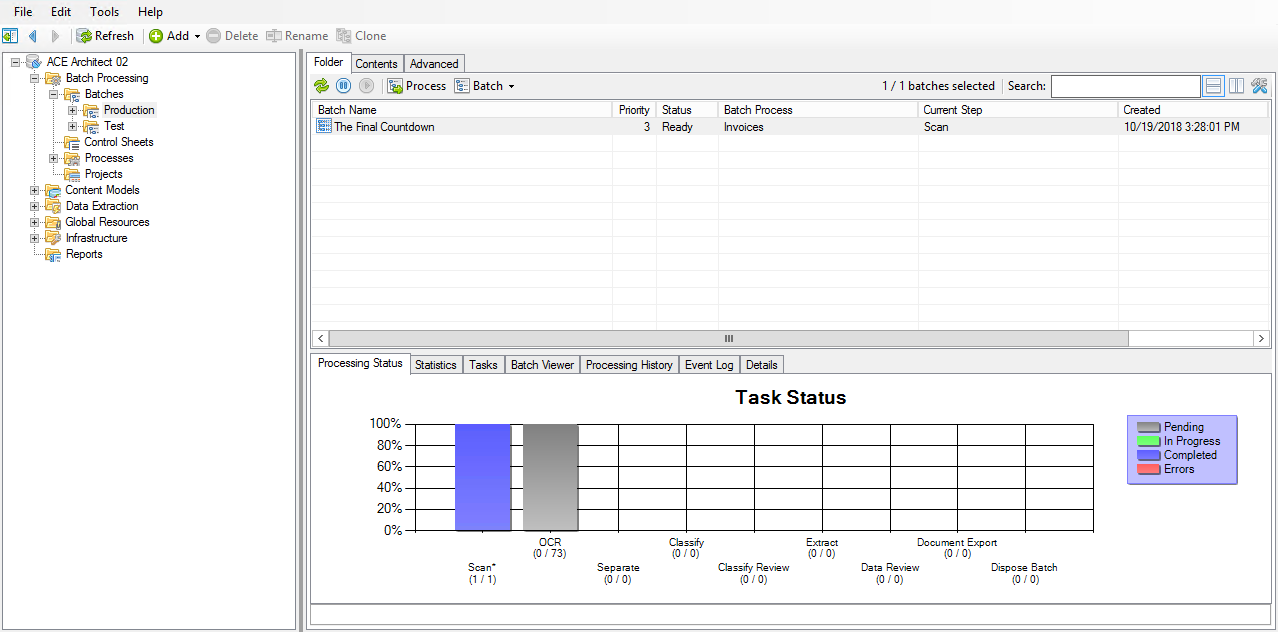 File Edit Tools Help
Refresh Add Delete Rename Clone
ACE Architect 02
Batch Processing
Batches
Production
Test
Control Sheets
Processes
Projects
Content Models
Data Extraction
Global Resources
Infrastructure
Reports
Folder Contents Advanced
Process Batch 1 / 1 batches selected Search:
Batch Name Priority Status Batch Process Current Step Created
The Final Countdown 3 Ready Invoices Scan 10/19/2018 3:28:01 PM
Processing Status Statistics Tasks Batch Viewer Processing History Event Log Details
Task Status
100%
80%
60%
40%
20%
0%
Pending
In Progress
Completed
Errors
OCR Classify Extract Document Export
(0 / 73) (0 / 0) (0 / 0) (0 / 0)
Scan* Separate Classify Review Data Review Dispose Batch
(1 / 1) (0 / 0) (0 / 0) (0 / 0) (0 / 0)